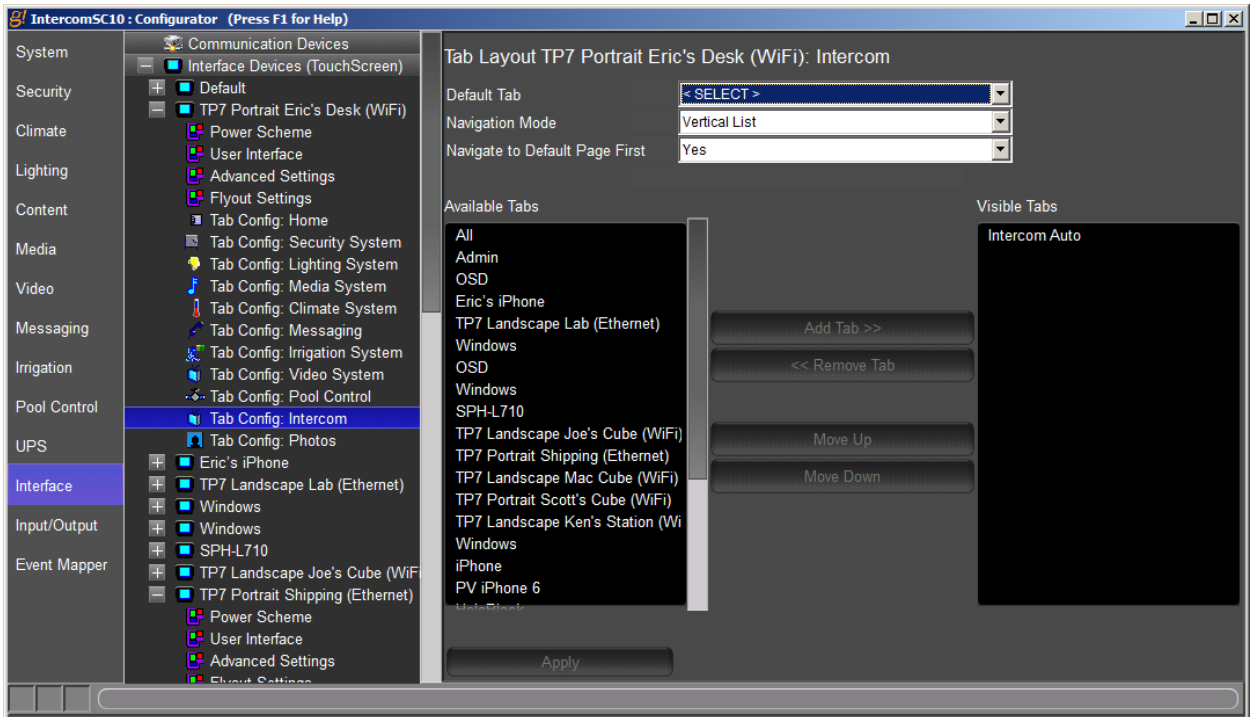 g! IntercomSC10 : Configurator (Press F1 for Help)
System
Security
Climate
Lighting
Content
Media
Video
Messaging
Irrigation
Pool Control
UPS
Interface
Input/Output
Event Mapper
Communication Devices
Interface Devices (TouchScreen)
Default
TP7 Portrait Eric's Desk (WiFi)
Power Scheme
User Interface
Advanced Settings
Flyout Settings
Tab Config: Home
Tab Config: Security System
Tab Config: Lighting System
Tab Config: Media System
Tab Config: Climate System
Tab Config: Messaging
Tab Config: Irrigation System
Tab Config: Video System
Tab Config: Pool Control
Tab Config: Intercom
Tab Config: Photos
Eric's iPhone
TP7 Landscape Lab (Ethernet)
Windows
Windows
SPH-L710
TP7 Landscape Joe's Cube (WiF
TP7 Portrait Shipping (Ethernet)
Power Scheme
User Interface
Advanced Settings
Flyout Settings
Tab Layout TP7 Portrait Eric's Desk (WiFi): Intercom
Default Tab < SELECT >
Navigation Mode Vertical List
Navigate to Default Page First Yes
Available Tabs
All
Admin
OSD
Eric's iPhone
TP7 Landscape Lab (Ethernet)
Windows
OSD
Windows
SPH-L710
TP7 Landscape Joe's Cube (WiFi)
TP7 Portrait Shipping (Ethernet)
TP7 Landscape Mac Cube (WiFi)
TP7 Portrait Scott's Cube (WiFi)
TP7 Landscape Ken's Station (Wi
Windows
iPhone
PV iPhone 6
Add Tab >>
<< Remove Tab
Move Up
Move Down
Visible Tabs
Intercom Auto
Apply